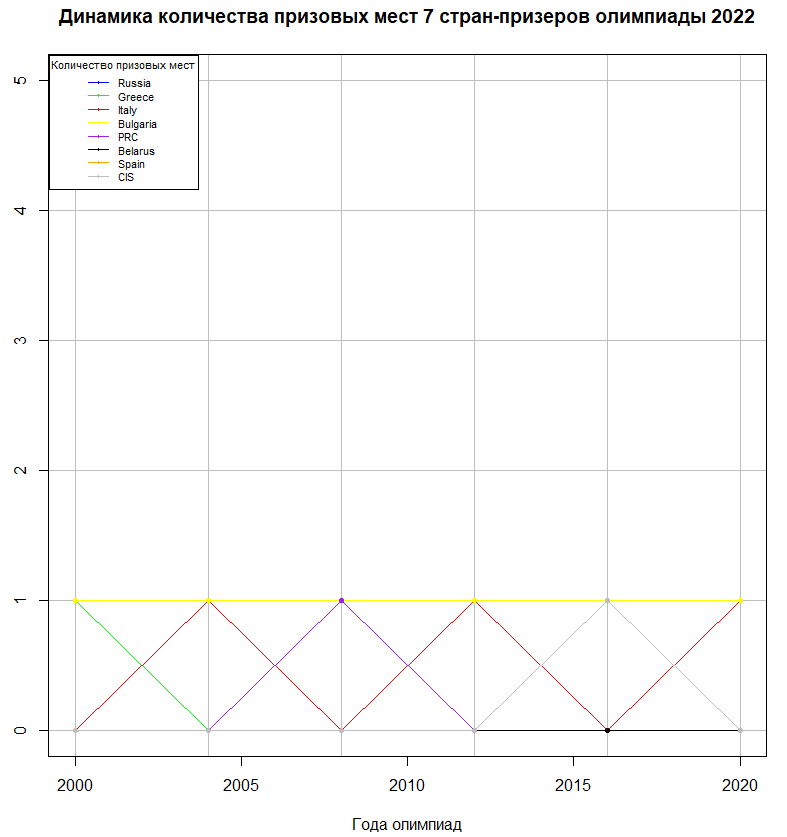 Динамика количества призовых мест 7 стран-призеров олимпиады 2022
Количество призовых мест
Russia
Greece
Italy
Bulgaria
PRC
Belarus
Spain
CIS
5
4
3
2
1
0
2000 2005 2010 2015 2020
Года олимпиад